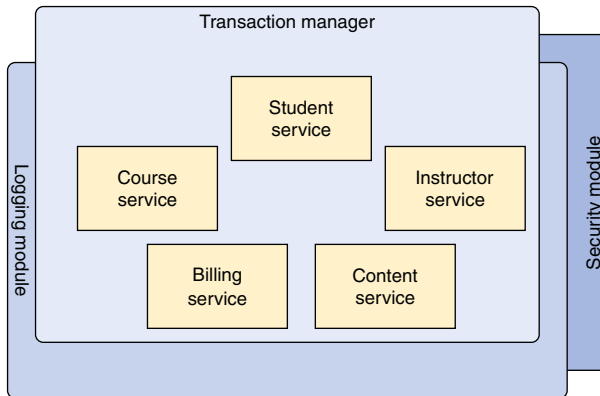 Transaction manager
Student
service
Course
service
Instructor
service
Billing
service
Content
service
Logging module
Security module